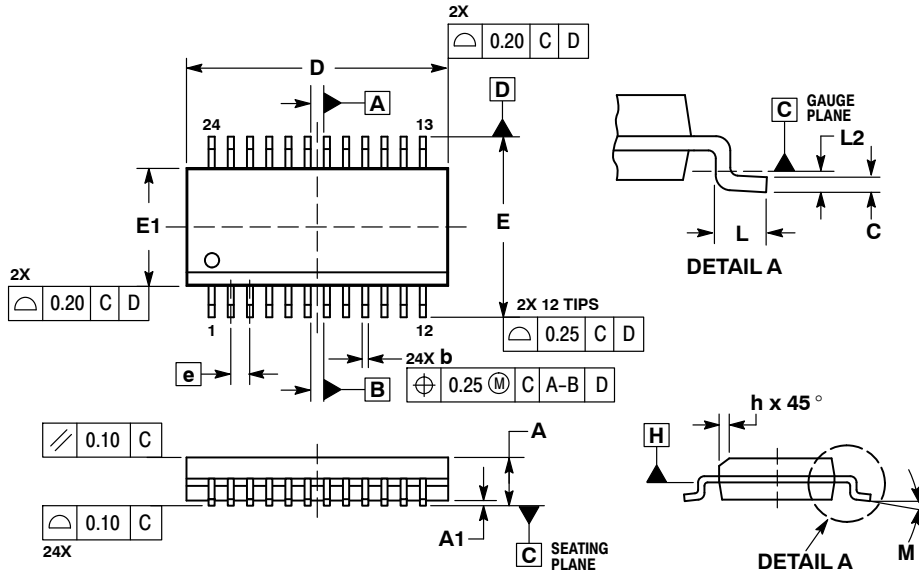 2X
⌓ 0.20 C D
D
A
D
24
13
E1
E
2X
⌓ 0.20 C D
1
12
2X 12 TIPS
⌓ 0.25 C D
e
24X b
B
⌖ 0.25 Ⓜ C A-B D
C GAUGE
PLANE
L2
L
C
DETAIL A
⫽ 0.10 C
A
⌓ 0.10 C
24X
A1
C SEATING
PLANE
h x 45°
H
M
DETAIL A